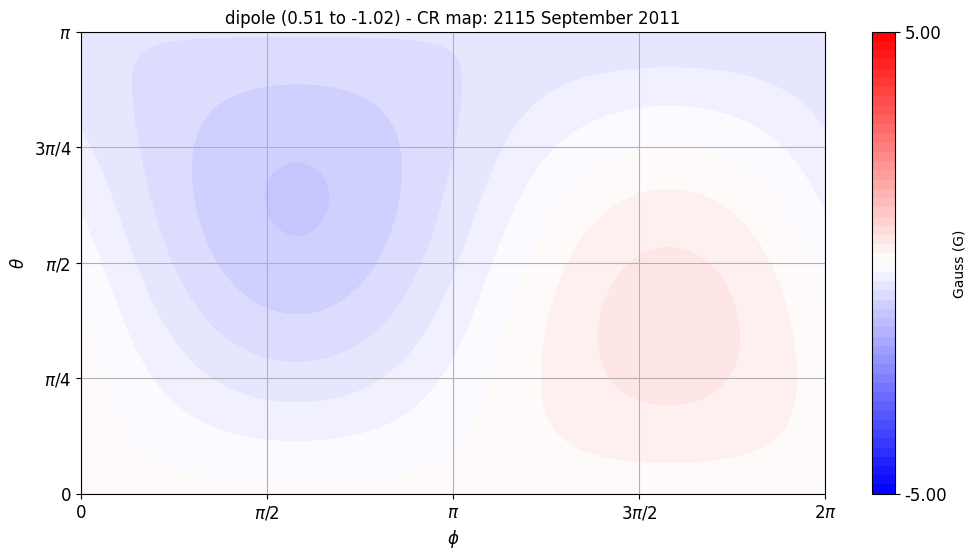 dipole (0.51 to -1.02) - CR map: 2115 September 2011
π
3π/4
π/2
π/4
0
θ
0
π/2
π
3π/2
2π
ϕ
5.00
-5.00
Gauss (G)